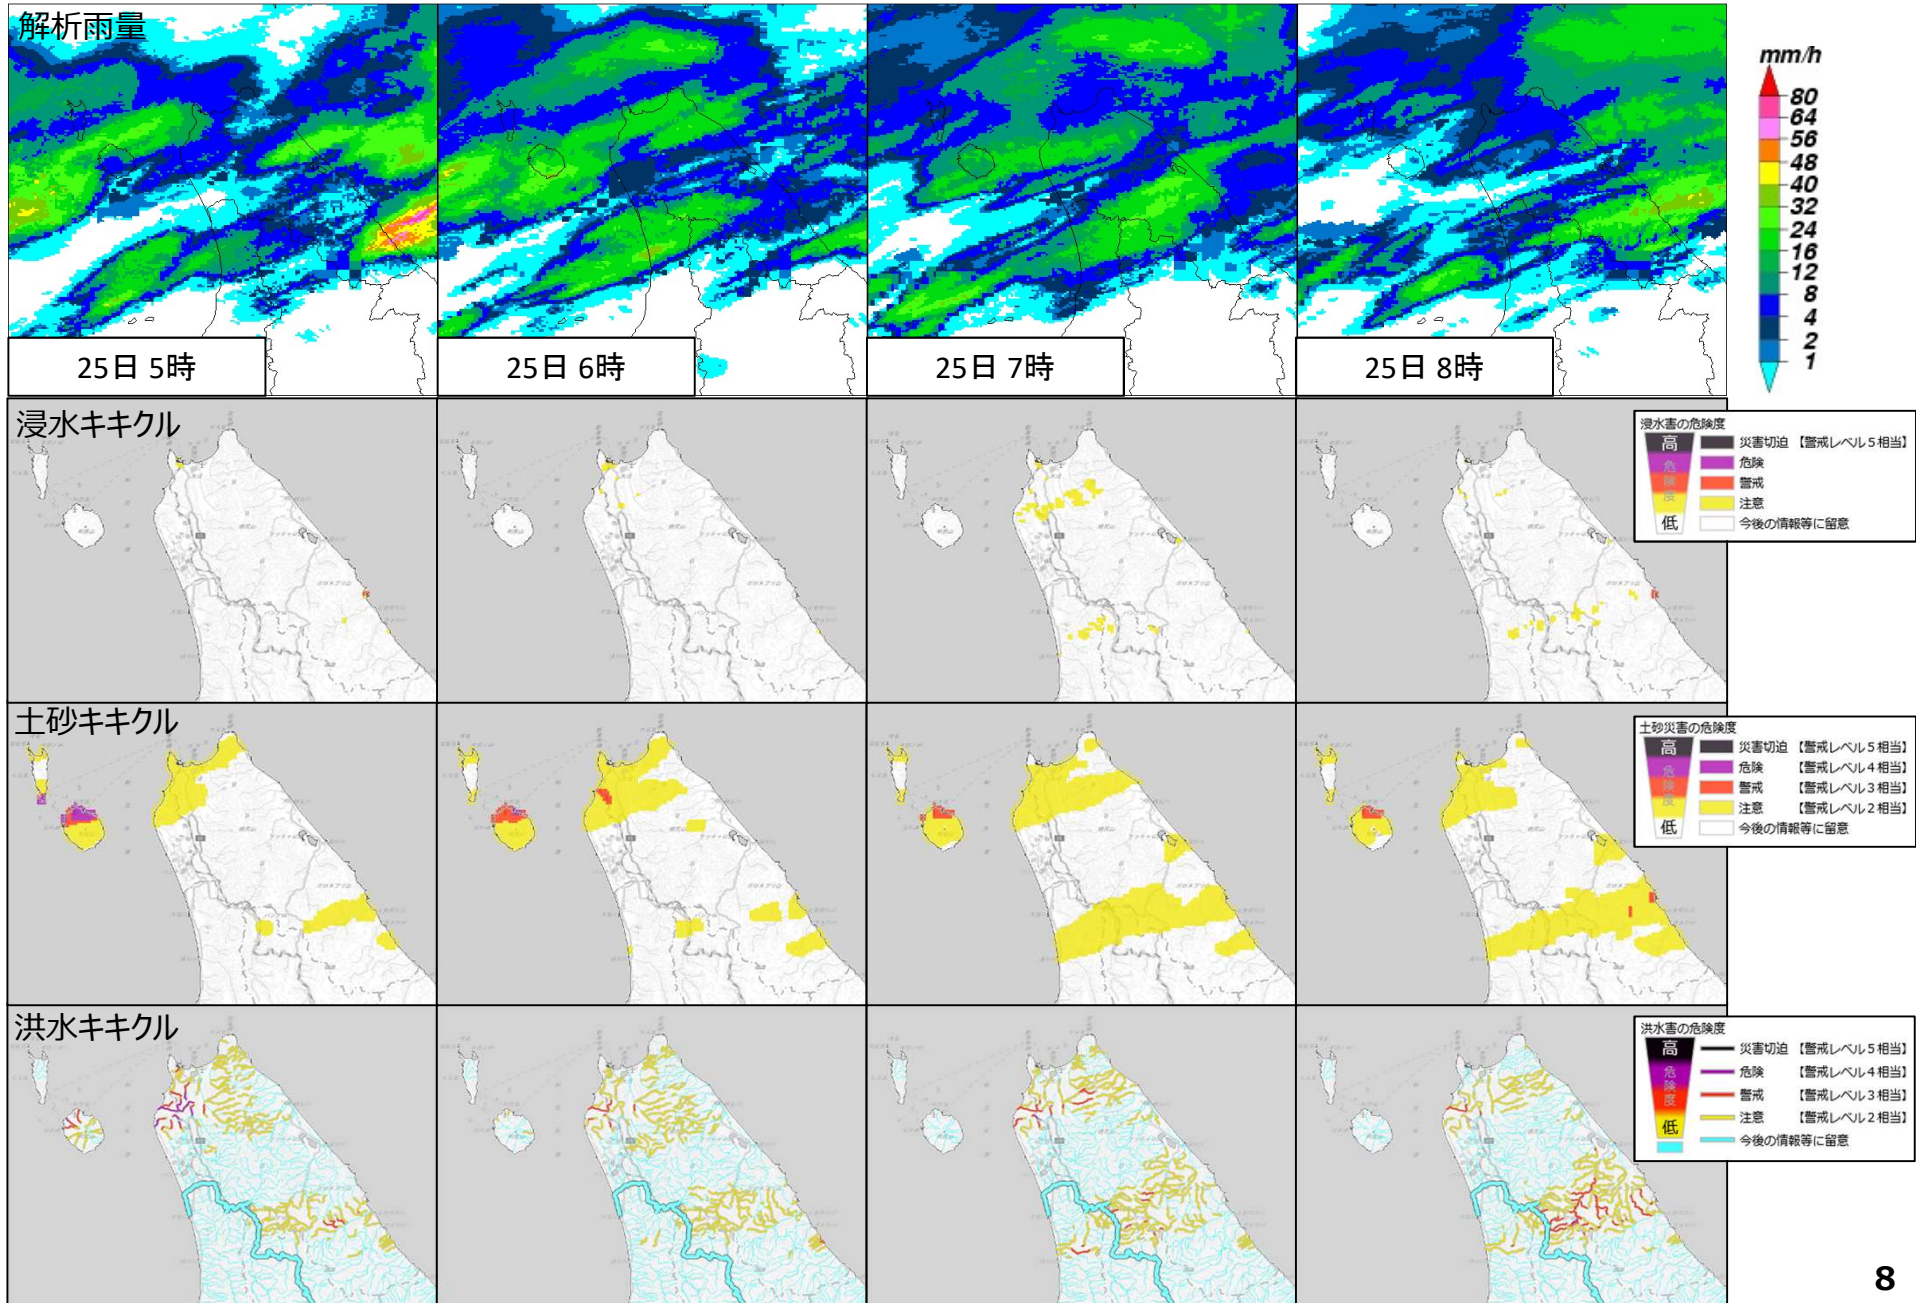 解析雨量
mm/h
80
64
56
48
40
32
24
16
12
8
4
2
1
25日 5時
25日 6時
25日 7時
25日 8時
浸水キキクル
浸水害の危険度
高
危険度
低
災害切迫 【警戒レベル5相当】
危険
警戒
注意
今後の情報等に留意
土砂キキクル
土砂災害の危険度
高
危険度
低
災害切迫 【警戒レベル5相当】
危険 【警戒レベル4相当】
警戒 【警戒レベル3相当】
注意 【警戒レベル2相当】
今後の情報等に留意
洪水キキクル
洪水害の危険度
高
危険度
低
災害切迫 【警戒レベル5相当】
危険 【警戒レベル4相当】
警戒 【警戒レベル3相当】
注意 【警戒レベル2相当】
今後の情報等に留意
8